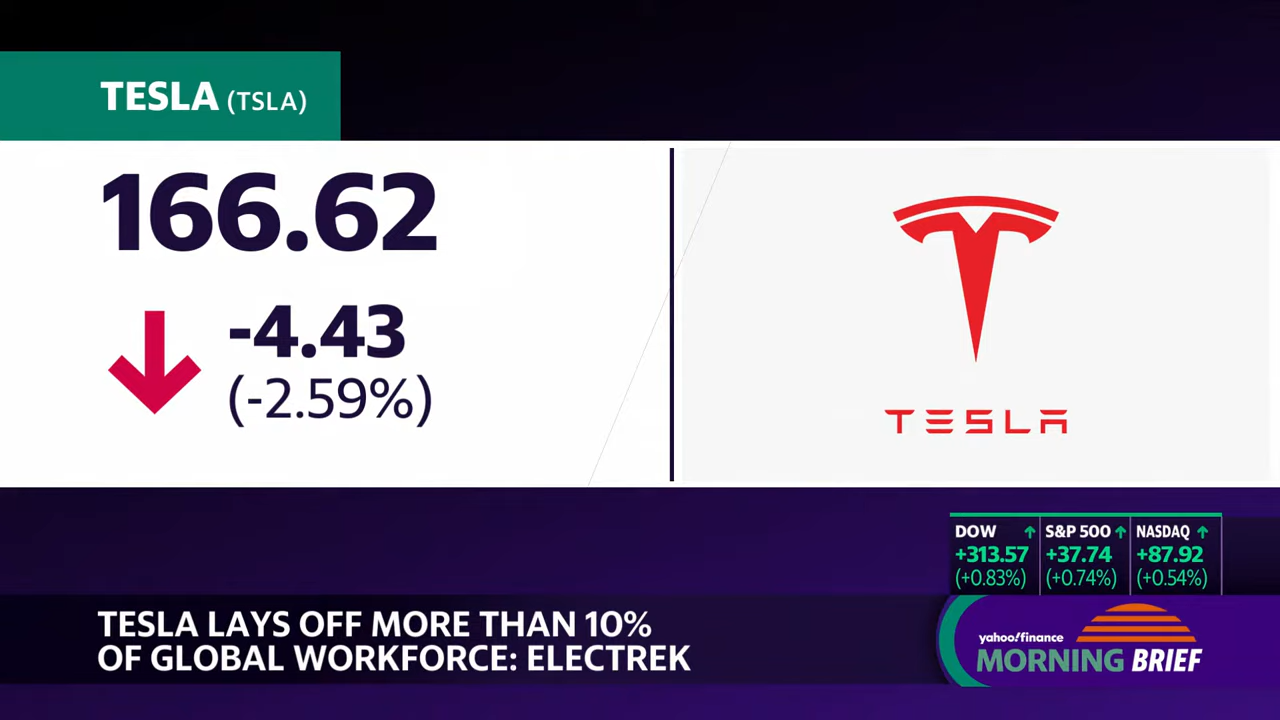 TESLA (TSLA)
166.62
-4.43
(-2.59%)
TESLA
DOW
+313.57
(+0.83%)
S&P 500
+37.74
(+0.74%)
NASDAQ
+87.92
(+0.54%)
TESLA LAYS OFF MORE THAN 10%
OF GLOBAL WORKFORCE: ELECTREK
yahoo!finance
MORNING BRIEF